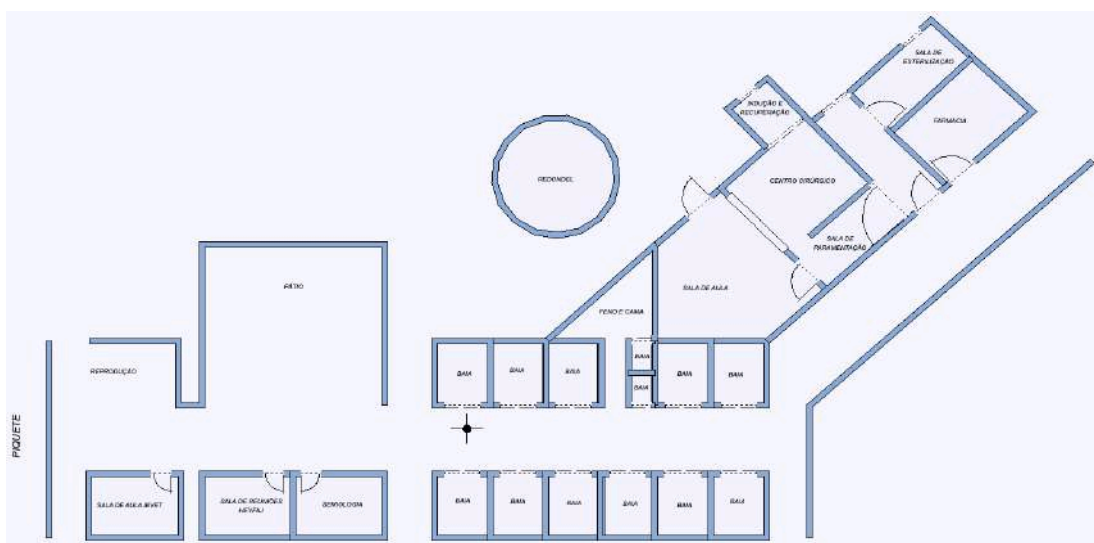 SALA DE
ESTERILIZAÇÃO
INDUÇÃO E
RECUPERAÇÃO
FARMÁCIA
REDONDEL
CENTRO CIRÚRGICO
SALA DE
PARAMENTAÇÃO
PÁTIO
SALA DE AULA
FENO E CAMA
REPRODUÇÃO
BAIA
BAIA
BAIA
BAIA
BAIA
BAIA
BAIA
PIQUETE
SALA DE AULA
SALA DE REUNIÕES
SEMIOLOGIA
BAIA
BAIA
BAIA
BAIA
BAIA
BAIA